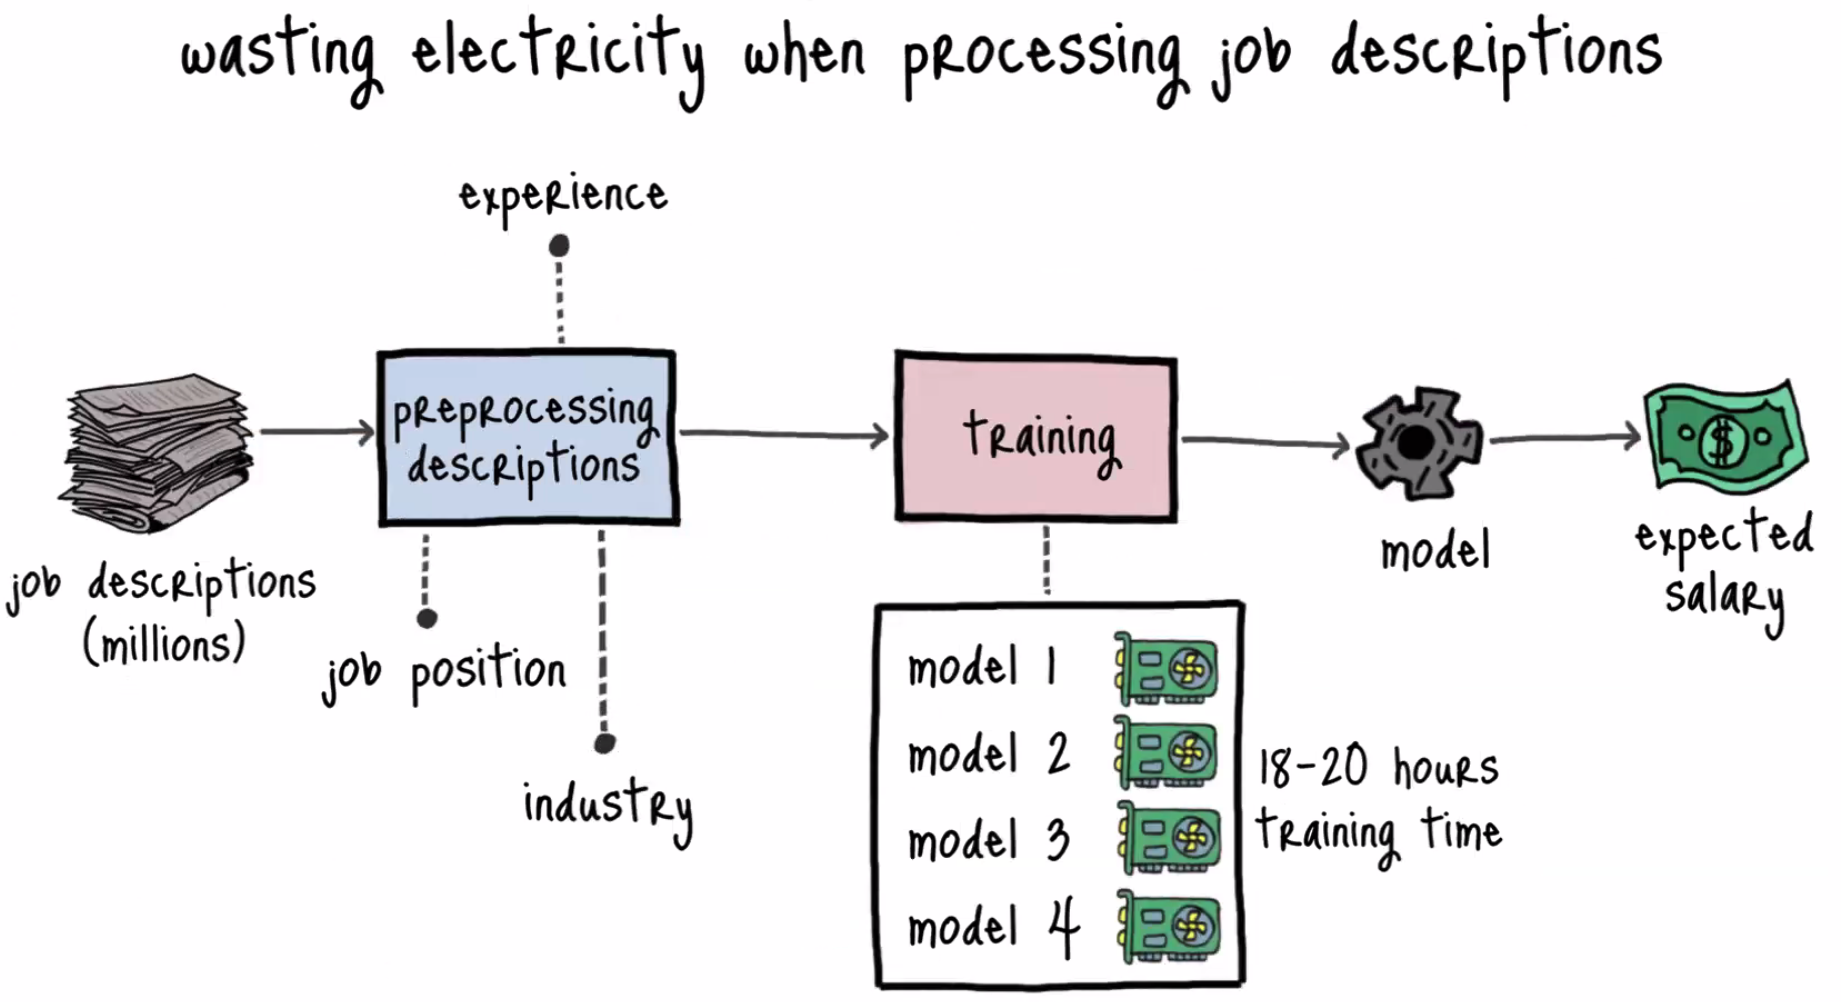 wasting electricity when processing job descriptions
experience
preprocessing
descriptions
training
job descriptions
(millions)
job position
industry
model
expected
salary
model 1
model 2
model 3
model 4
18-20 hours
training time
$